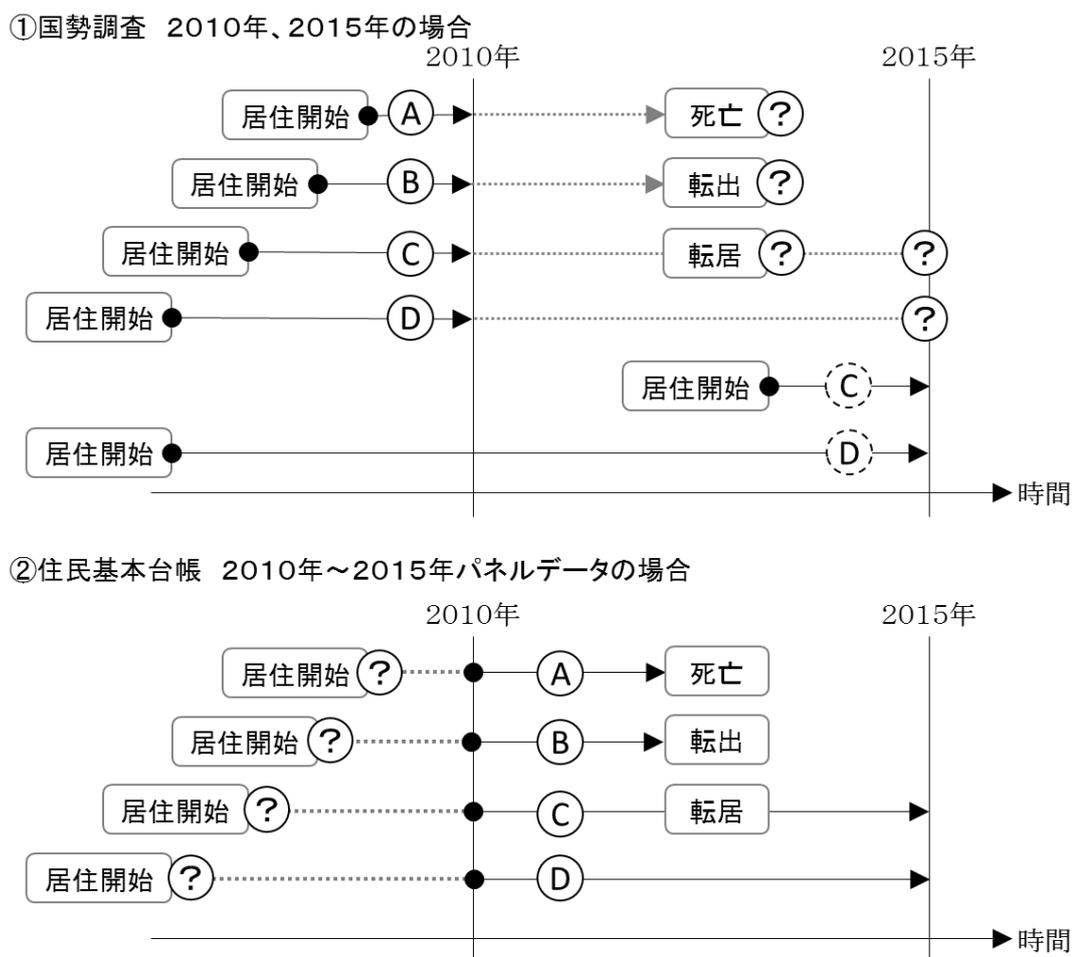 ①国勢調査　２０１０年、２０１５年の場合
2010年 2015年
居住開始 A 死亡 ?
居住開始 B 転出 ?
居住開始 C 転居 ? ?
居住開始 D ?
居住開始 C
居住開始 D
時間
②住民基本台帳　２０１０年～２０１５年パネルデータの場合
2010年 2015年
居住開始 ? A 死亡
居住開始 ? B 転出
居住開始 ? C 転居
居住開始 ? D
時間